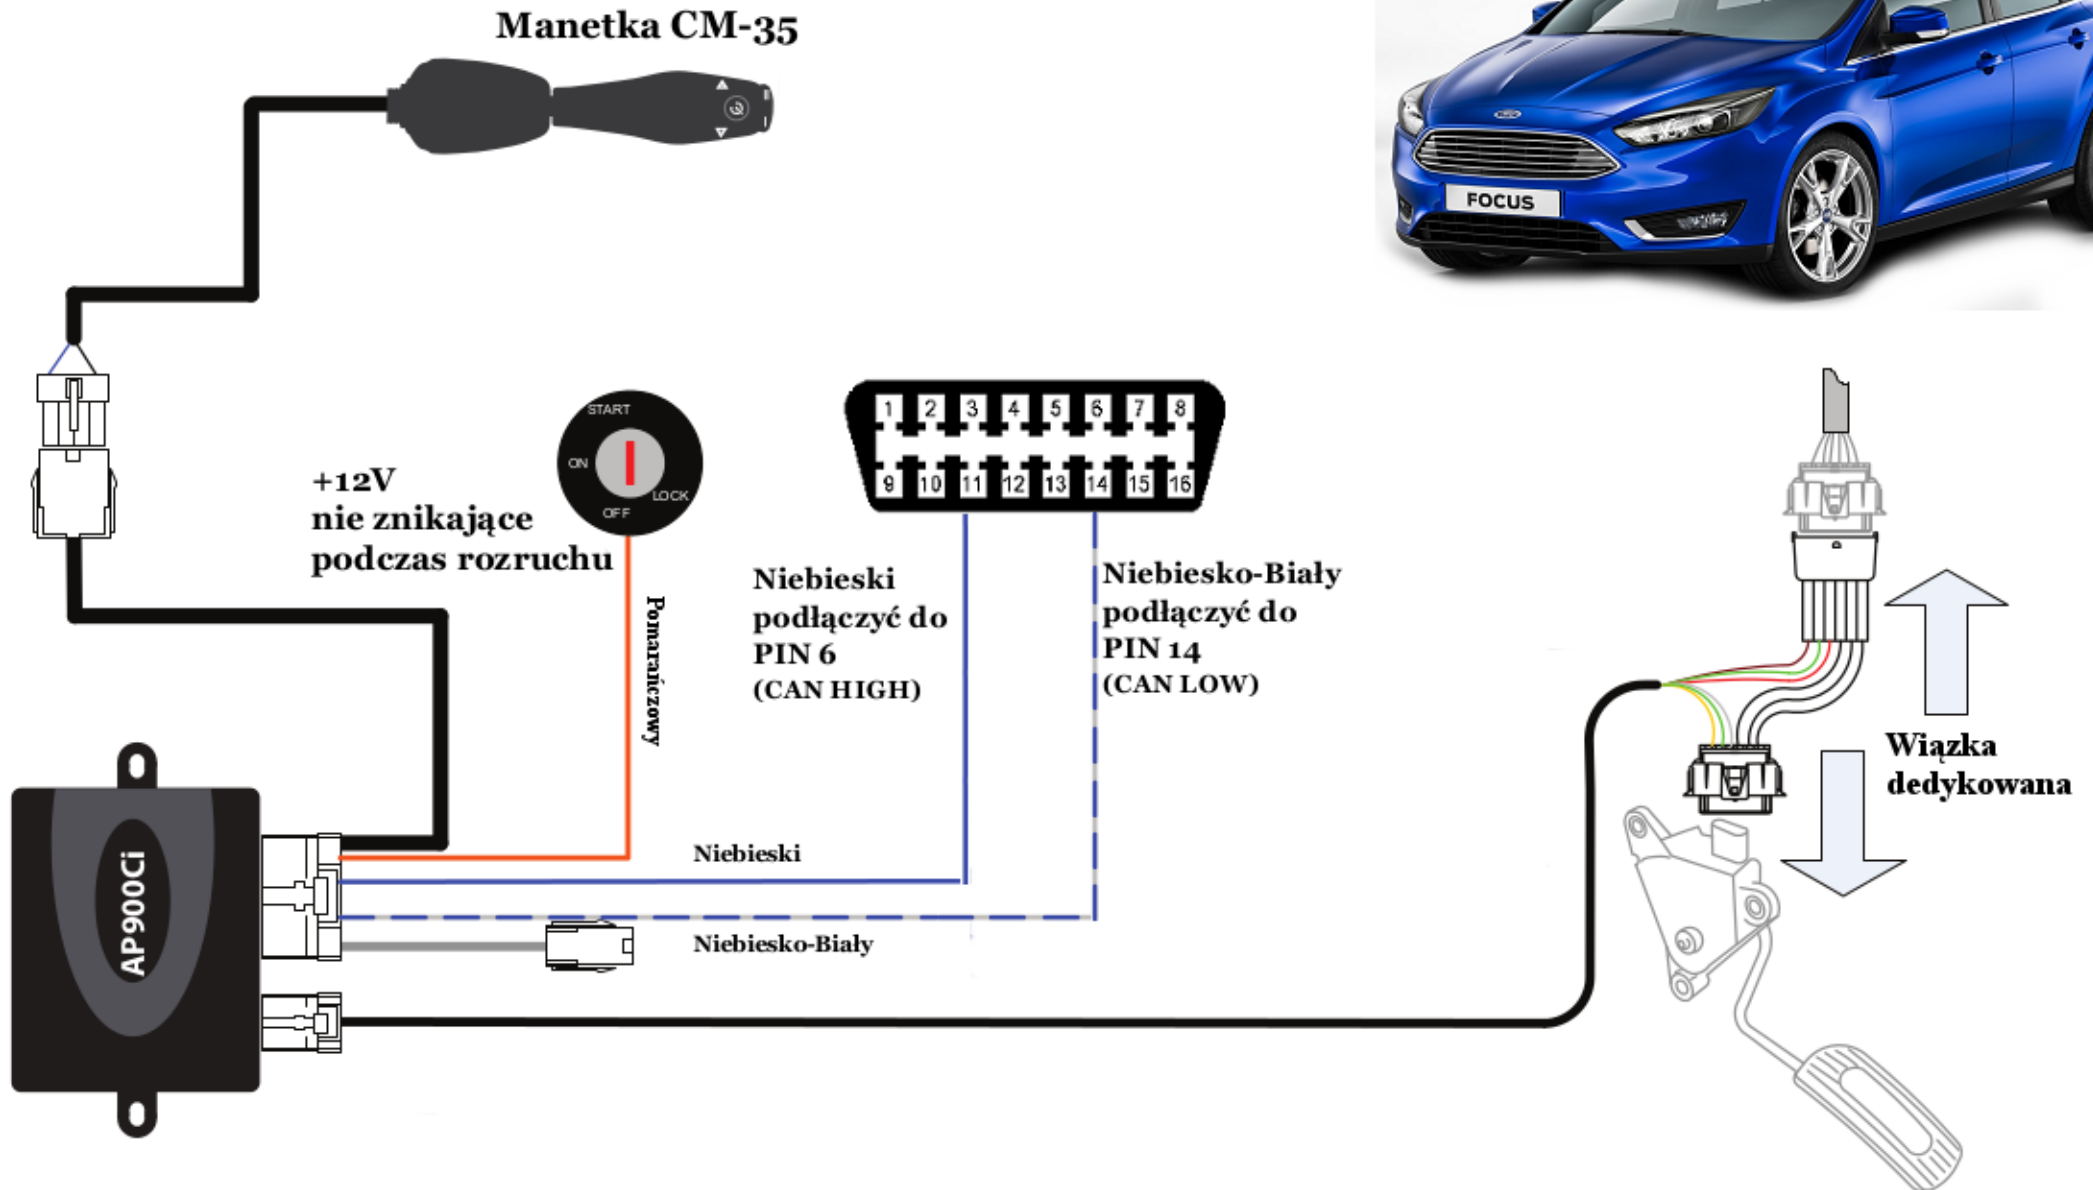 Manetka CM-35
FOCUS
START
ON
LOCK
OFF
+12V
nie znikające
podczas rozruchu
1 2 3 4 5 6 7 8
9 10 11 12 13 14 15 16
Pomarańczowy
Niebieski
podłączyć do
PIN 6
(CAN HIGH)
Niebiesko-Biały
podłączyć do
PIN 14
(CAN LOW)
Wiązka
dedykowana
AP900Ci
Niebieski
Niebiesko-Biały